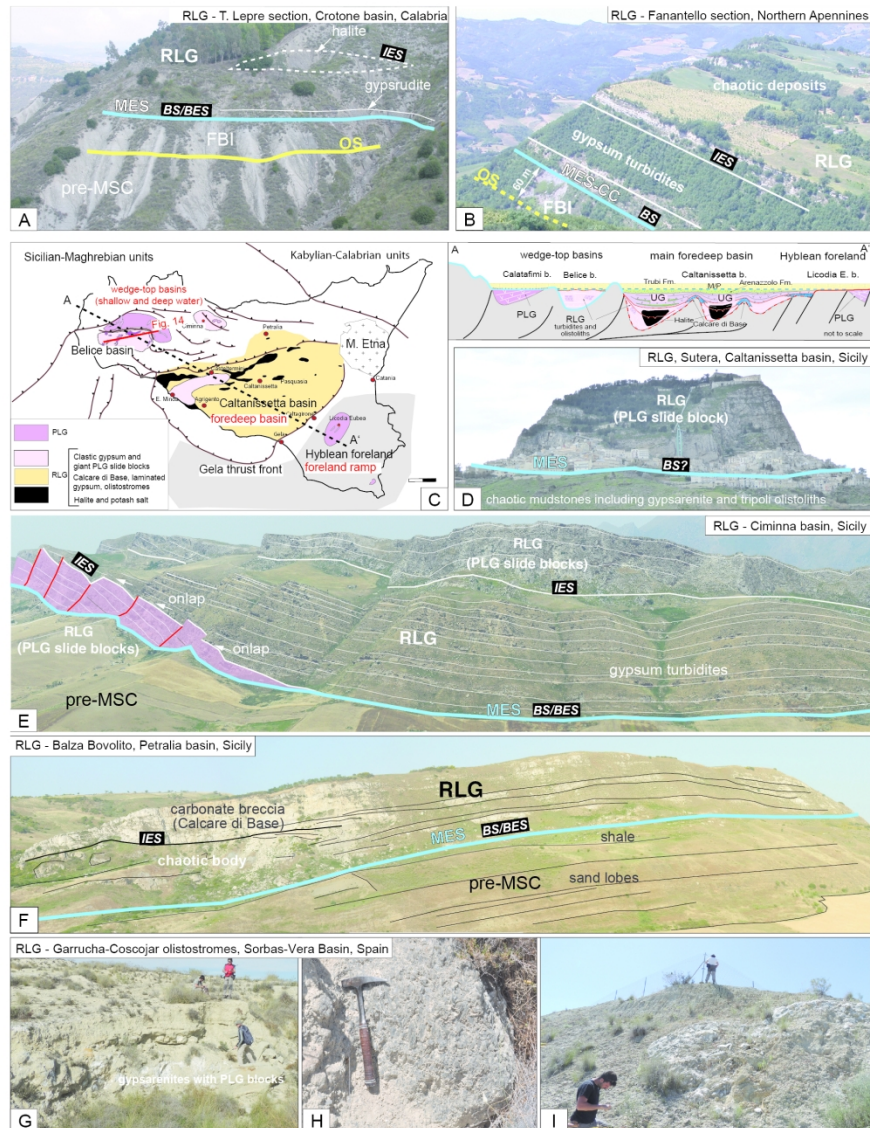 RLG - T. Lepre section, Crotone basin, Calabria
RLG
halite
IES
gypsrudite
MES
BS/BES
FBI
OS
pre-MSC
A
RLG - Fanantello section, Northern Apennines
chaotic deposits
gypsum turbidites
IES
RLG
MES-CC
OS
60 m
FBI
BS
B
Sicilian-Maghrebian units
Kabylian-Calabrian units
wedge-top basins
(shallow and deep water)
A
Fig. 14
Ciminna
Petralia
Belice basin
M. Etna
Catania
Caltanissetta
Pasquasia
E. Minoa
Agrigento
Caltanissetta basin
foredeep basin
Caltagirone
Licodia Eubea
Gela
A'
Hyblean foreland
foreland ramp
Gela thrust front
PLG
RLG
Clastic gypsum and
giant PLG slide blocks
Calcare di Base, laminated
gypsum, olistostromes
Halite and potash salt
C
A
A'
wedge-top basins
main foredeep basin
Hyblean foreland
Calatafimi b.
Belice b.
Caltanissetta b.
Licodia E. b.
Trubi Fm.
M/P
Arenazzolo Fm.
PLG
UG
UG
RLG
turbidites and
olistoliths
Halite
Calcare di Base
PLG
not to scale
RLG, Sutera, Caltanissetta basin, Sicily
RLG
(PLG slide block)
MES
BS?
chaotic mudstones including gypsarenite and tripoli olistoliths
D
RLG - Ciminna basin, Sicily
IES
RLG
(PLG slide blocks)
IES
onlap
RLG
(PLG slide blocks)
onlap
RLG
gypsum turbidites
pre-MSC
MES
BS/BES
E
RLG - Balza Bovolito, Petralia basin, Sicily
RLG
carbonate breccia
(Calcare di Base)
IES
MES
BS/BES
shale
chaotic body
pre-MSC
sand lobes
F
RLG - Garrucha-Coscojar olistostromes, Sorbas-Vera Basin, Spain
gypsarenites with PLG blocks
G
H
I